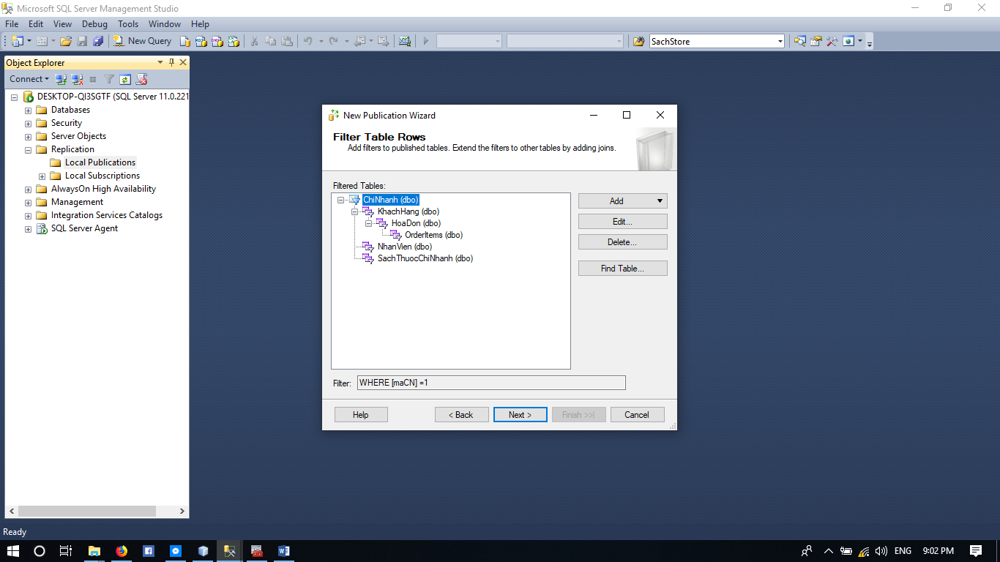 Microsoft SQL Server Management Studio
File Edit View Debug Tools Window Help
New Query SachStore
Object Explorer
Connect
DESKTOP-QI3SGTF (SQL Server 11.0.221
Databases
Security
Server Objects
Replication
Local Publications
Local Subscriptions
AlwaysOn High Availability
Management
Integration Services Catalogs
SQL Server Agent
New Publication Wizard
Filter Table Rows
Add filters to published tables. Extend the filters to other tables by adding joins.
Filtered Tables:
ChiNhanh (dbo)
KhachHang (dbo)
HoaDon (dbo)
OrderItems (dbo)
NhanVien (dbo)
SachThuocChiNhanh (dbo)
Add
Edit...
Delete...
Find Table...
Filter: WHERE [maCN] =1
Help < Back Next > Finish >>| Cancel
Ready
ENG 9:02 PM